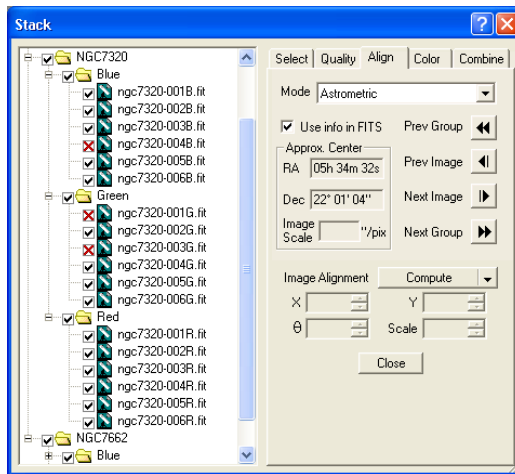 Stack
NGC7320
Blue
ngc7320-001B.fit
ngc7320-002B.fit
ngc7320-003B.fit
ngc7320-004B.fit
ngc7320-005B.fit
ngc7320-006B.fit
Green
ngc7320-001G.fit
ngc7320-002G.fit
ngc7320-003G.fit
ngc7320-004G.fit
ngc7320-005G.fit
ngc7320-006G.fit
Red
ngc7320-001R.fit
ngc7320-002R.fit
ngc7320-003R.fit
ngc7320-004R.fit
ngc7320-005R.fit
ngc7320-006R.fit
NGC7662
Blue
Select Quality Align Color Combine
Mode Astrometric
Use info in FITS
Approx. Center
RA 05h 34m 32s
Dec 22° 01' 04"
Image
Scale "/pix
Prev Group
Prev Image
Next Image
Next Group
Image Alignment Compute
X Y
θ Scale
Close